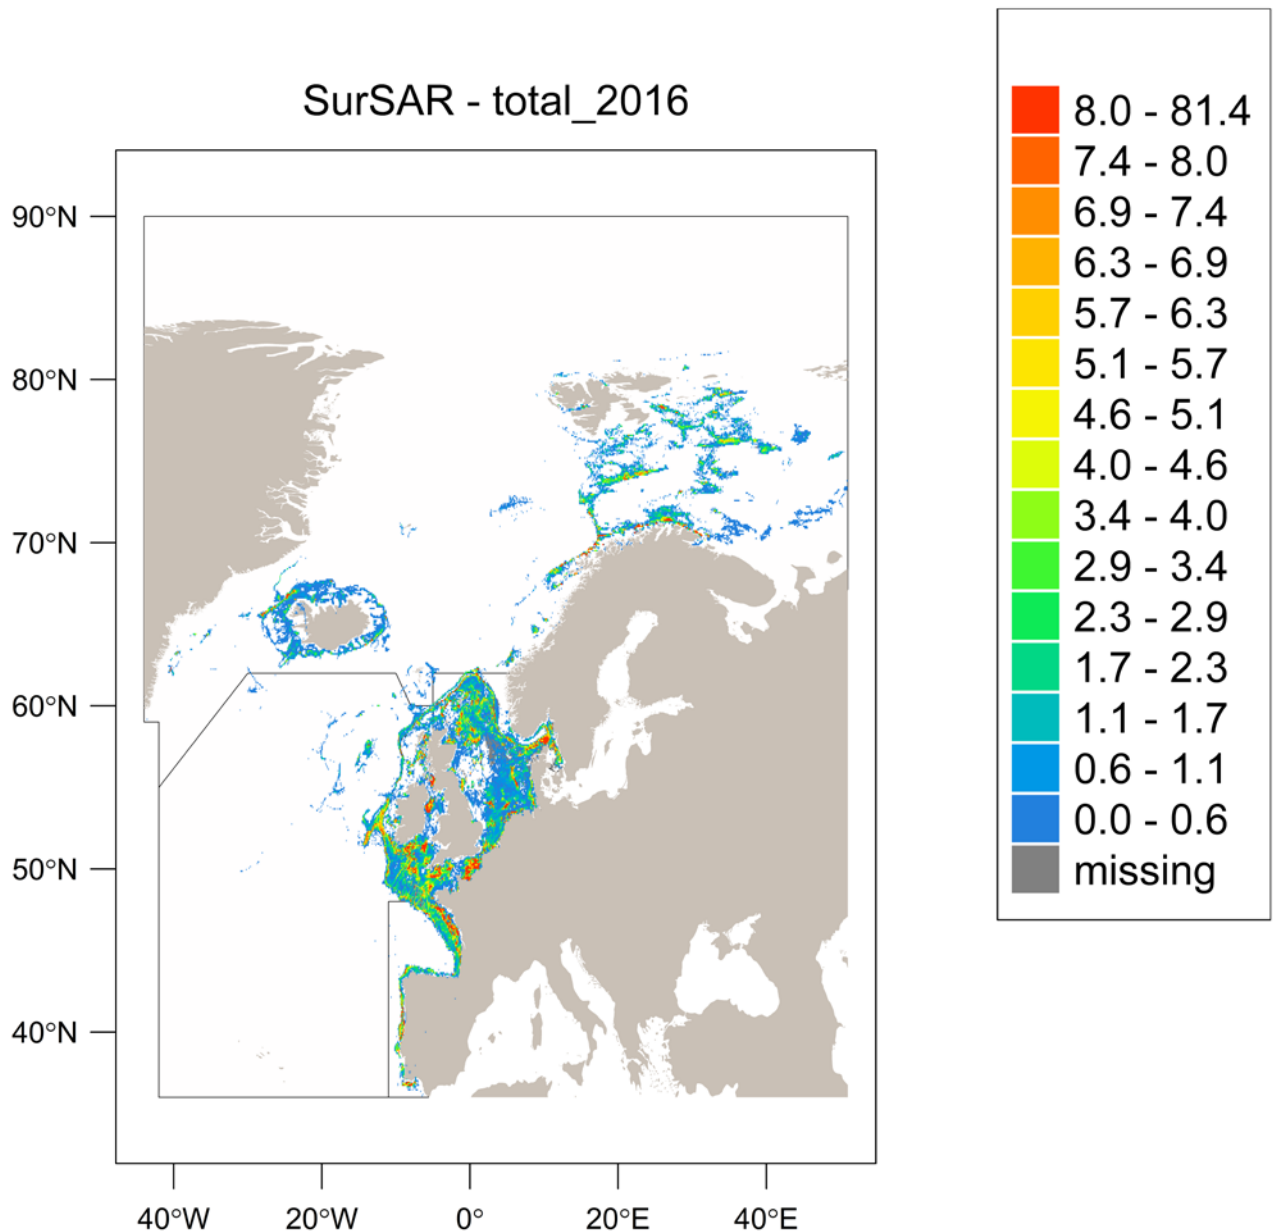 SurSAR - total_2016
90°N
80°N
70°N
60°N
50°N
40°N
40°W
20°W
0°
20°E
40°E
8.0 - 81.4
7.4 - 8.0
6.9 - 7.4
6.3 - 6.9
5.7 - 6.3
5.1 - 5.7
4.6 - 5.1
4.0 - 4.6
3.4 - 4.0
2.9 - 3.4
2.3 - 2.9
1.7 - 2.3
1.1 - 1.7
0.6 - 1.1
0.0 - 0.6
missing